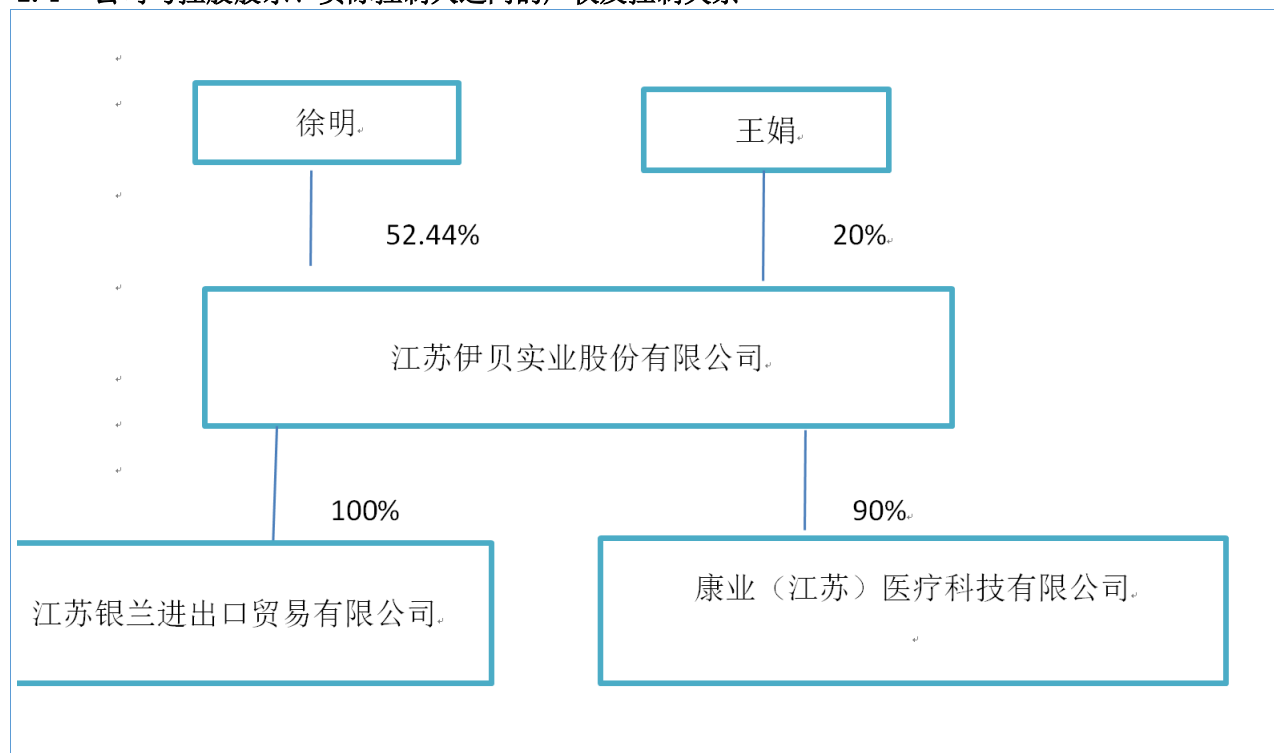 徐明
王娟
52.44%
20%
江苏伊贝实业股份有限公司
100%
90%
江苏银兰进出口贸易有限公司
康业（江苏）医疗科技有限公司